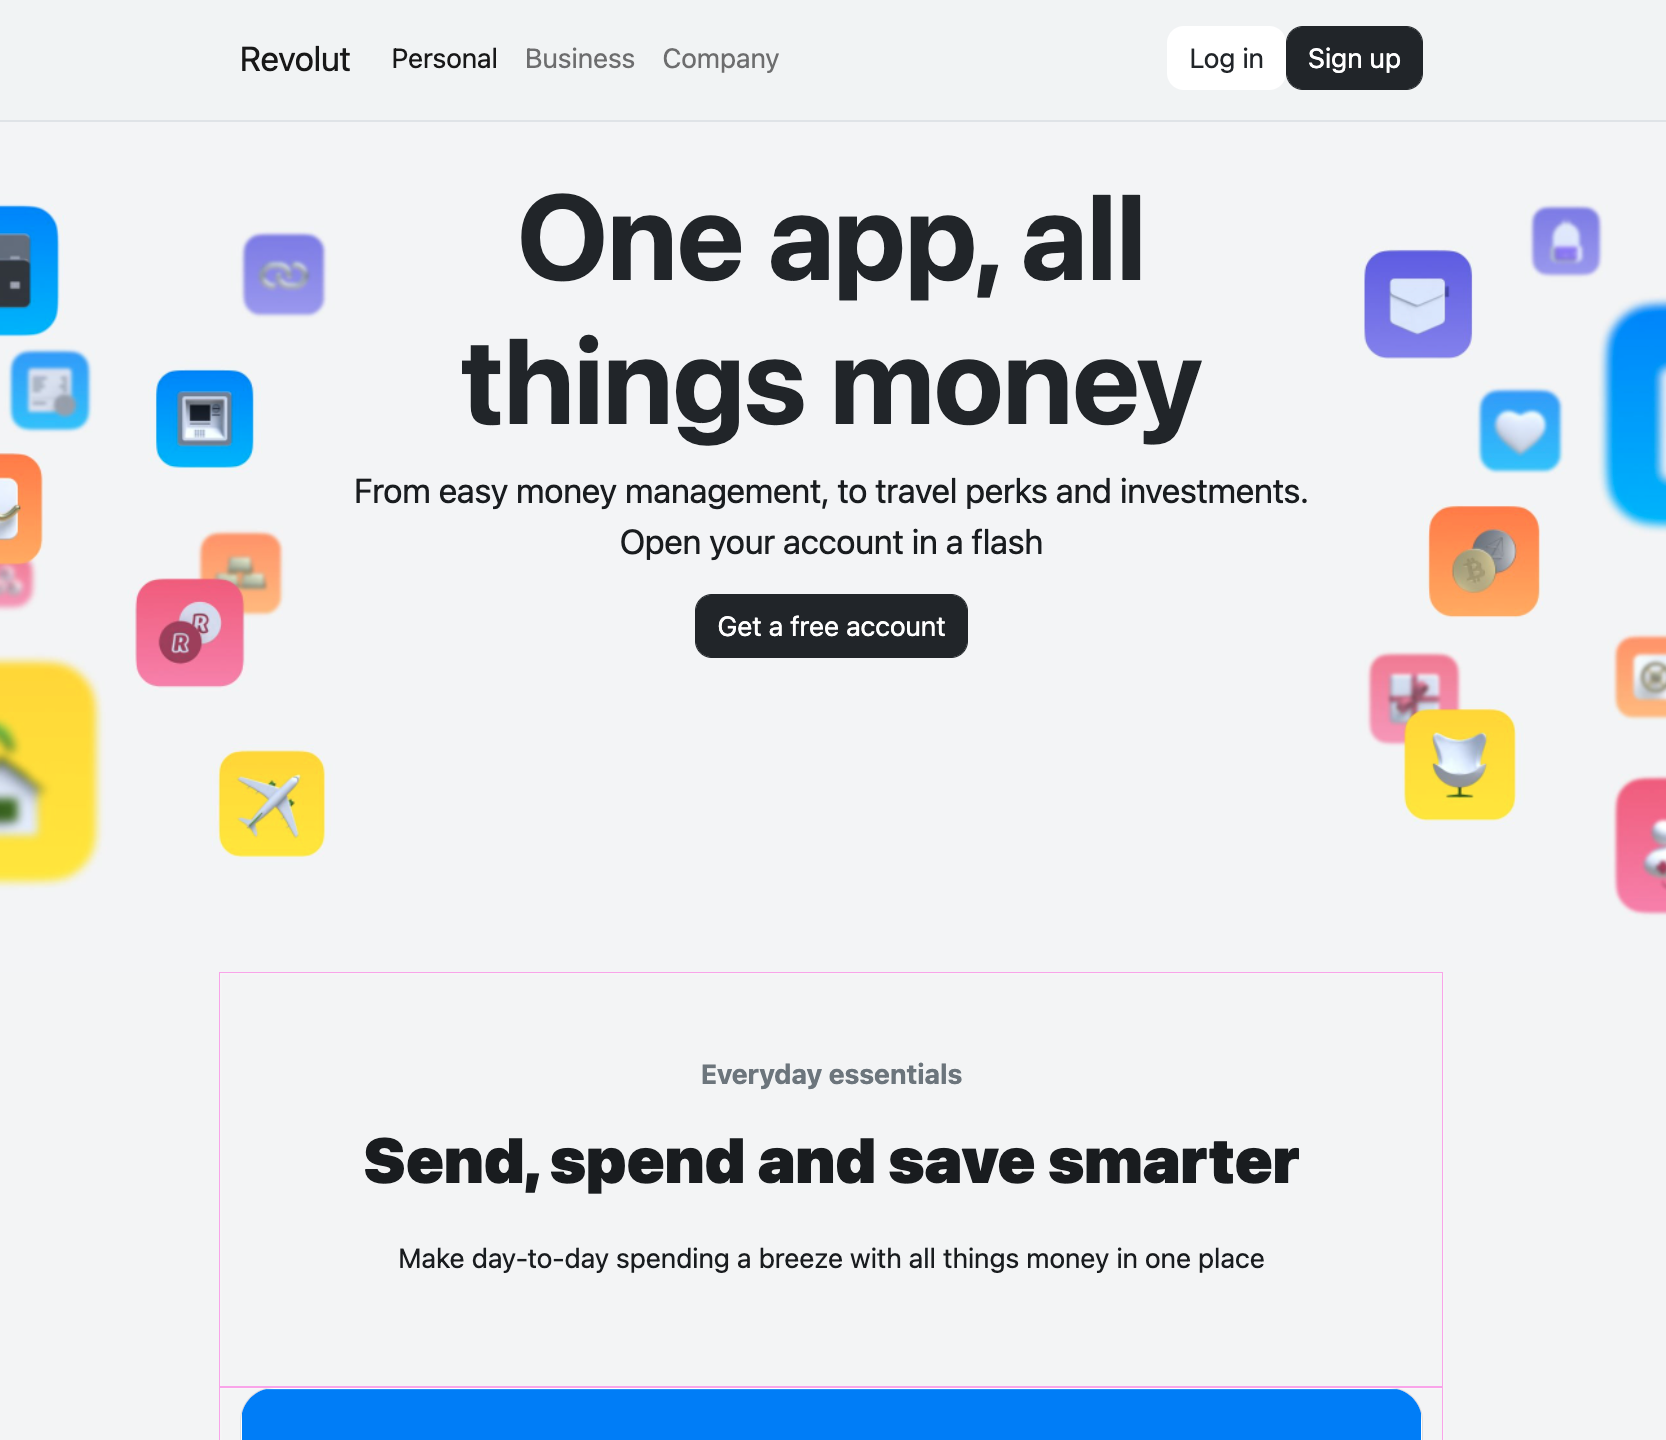 Revolut Personal Business Company Log in Sign up
One app, all
things money
From easy money management, to travel perks and investments.
Open your account in a flash
Get a free account
Everyday essentials
Send, spend and save smarter
Make day-to-day spending a breeze with all things money in one place